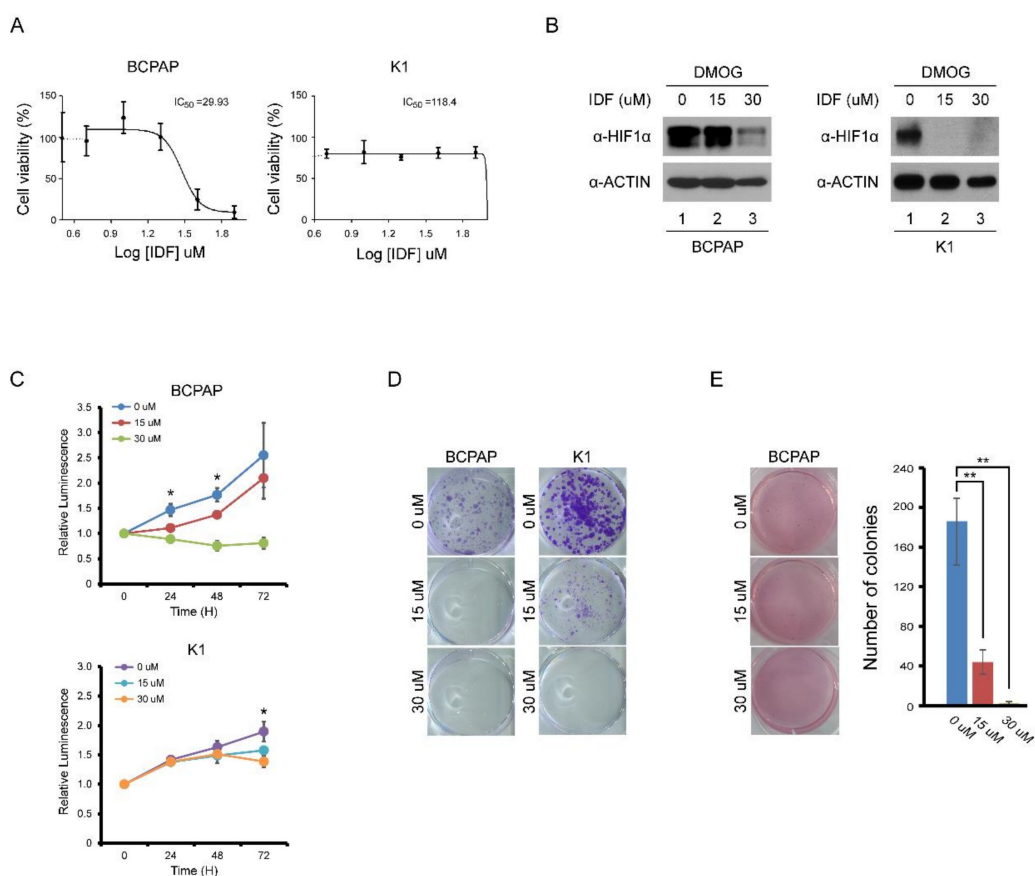 A
BCPAP
IC50 =29.93
Cell viability (%)
150
100
50
0
0.6 0.9 1.2 1.5 1.8
Log [IDF] uM
K1
IC50 =118.4
Cell viability (%)
150
100
50
0
0.6 0.9 1.2 1.5 1.8
Log [IDF] uM
B
DMOG
IDF (uM) 0 15 30
α-HIF1α
α-ACTIN
1 2 3
BCPAP
DMOG
IDF (uM) 0 15 30
α-HIF1α
α-ACTIN
1 2 3
K1
C
BCPAP
Relative Luminescence
3.5
3.0
2.5
2.0
1.5
1.0
0.5
0
0 uM
15 uM
30 uM
* *
0 24 48 72
Time (H)
K1
Relative Luminescence
3.0
2.5
2.0
1.5
1.0
0.5
0
0 uM
15 uM
30 uM
*
0 24 48 72
Time (H)
D
BCPAP K1
0 uM 0 uM
15 uM 15 uM
30 uM 30 uM
E
BCPAP
0 uM
15 uM
30 uM
Number of colonies
240
200
160
120
80
40
0
**
**
0 uM 15 uM 30 uM